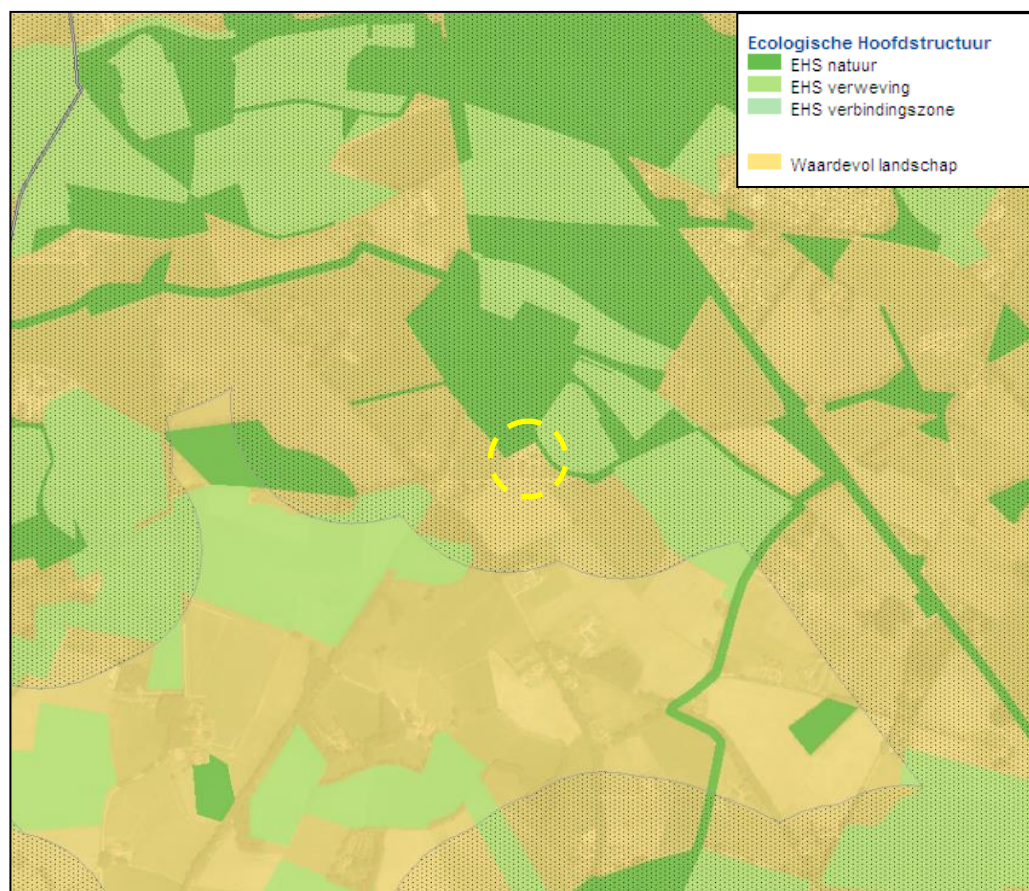 Ecologische Hoofdstructuur
EHS natuur
EHS verweving
EHS verbindingszone
Waardevol landschap